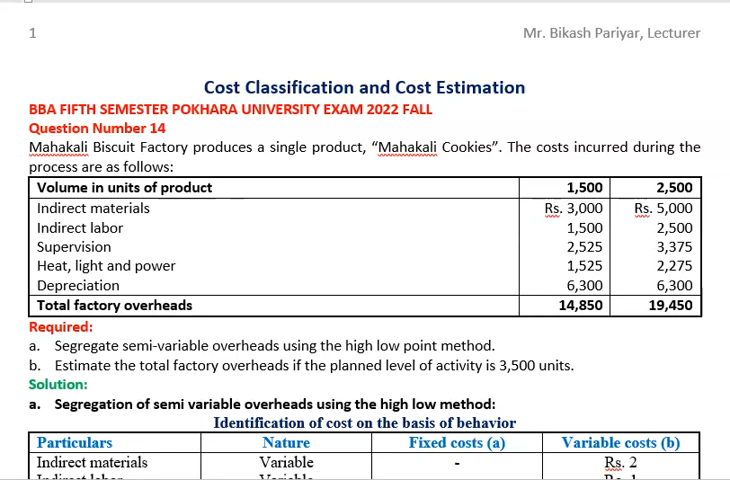 1 Mr. Bikash Pariyar, Lecturer
Cost Classification and Cost Estimation
BBA FIFTH SEMESTER POKHARA UNIVERSITY EXAM 2022 FALL
Question Number 14
Mahakali Biscuit Factory produces a single product, “Mahakali Cookies”. The costs incurred during the
process are as follows:
Volume in units of product 1,500 2,500
Indirect materials Rs. 3,000 Rs. 5,000
Indirect labor 1,500 2,500
Supervision 2,525 3,375
Heat, light and power 1,525 2,275
Depreciation 6,300 6,300
Total factory overheads 14,850 19,450
Required:
a. Segregate semi-variable overheads using the high low point method.
b. Estimate the total factory overheads if the planned level of activity is 3,500 units.
Solution:
a. Segregation of semi variable overheads using the high low method:
Identification of cost on the basis of behavior
Particulars Nature Fixed costs (a) Variable costs (b)
Indirect materials Variable - Rs. 2